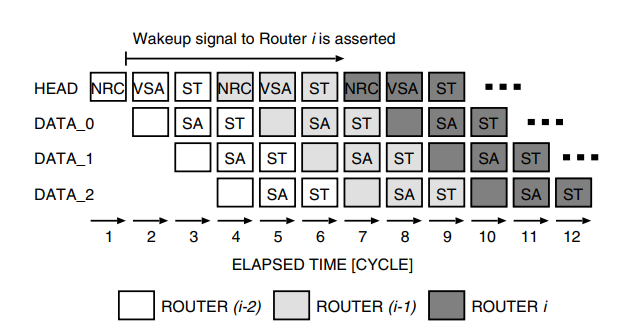 Wakeup signal to Router i is asserted
HEAD NRC VSA ST NRC VSA ST NRC VSA ST
DATA_0 SA ST SA ST SA ST
DATA_1 SA ST SA ST SA ST
DATA_2 SA ST SA ST SA ST
1 2 3 4 5 6 7 8 9 10 11 12
ELAPSED TIME [CYCLE]
ROUTER (i-2) ROUTER (i-1) ROUTER i